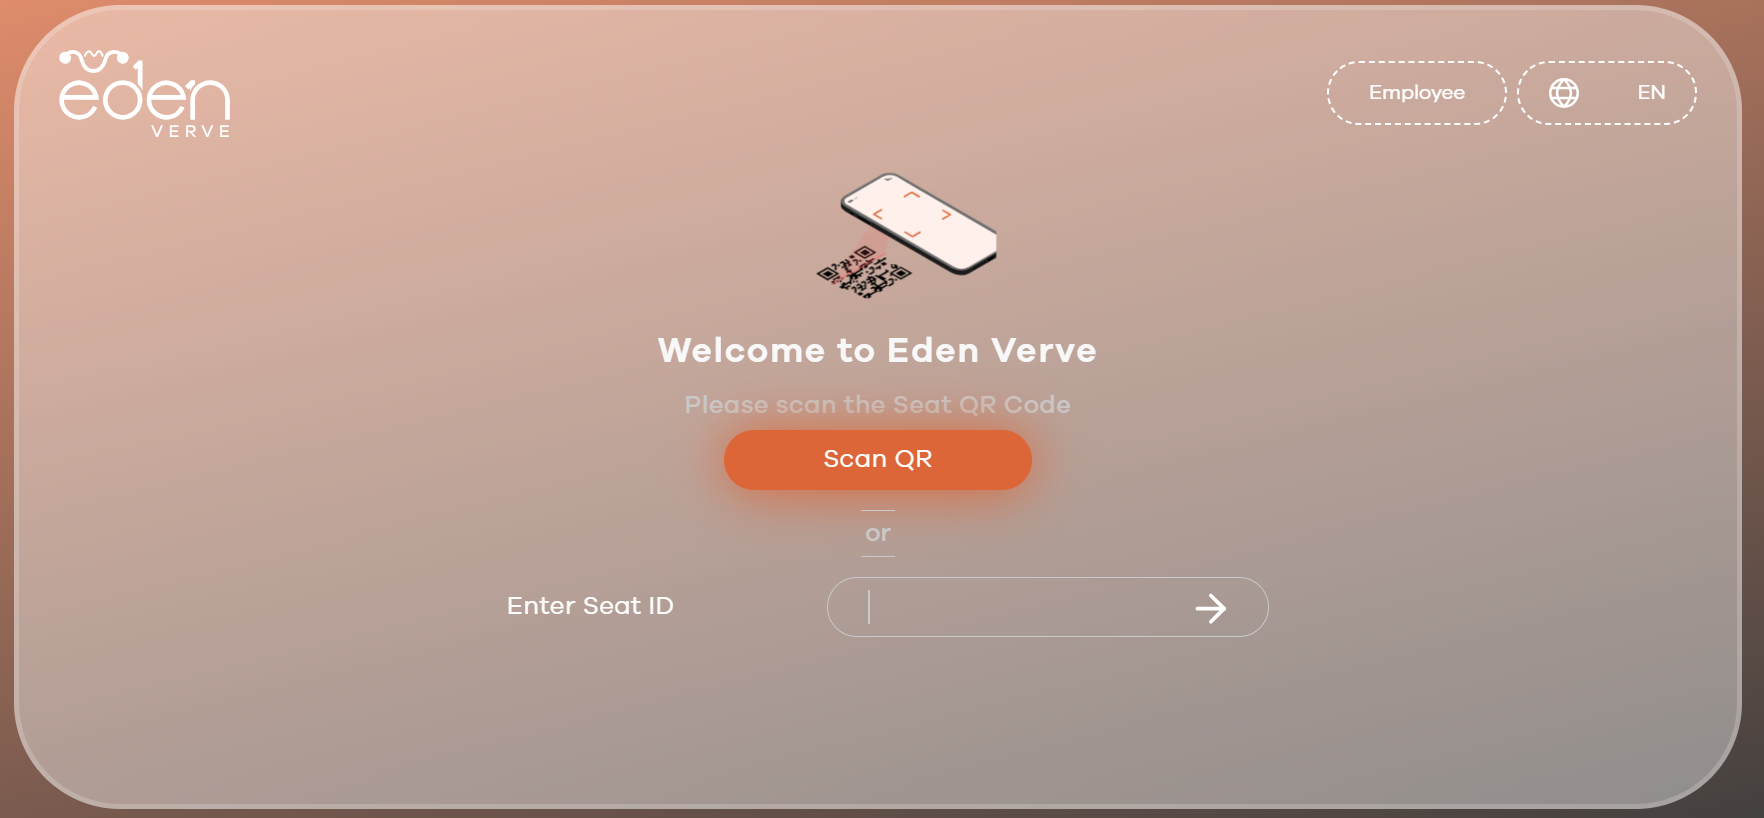 eden
VERVE
Employee
EN
Welcome to Eden Verve
Please scan the Seat QR Code
Scan QR
or
Enter Seat ID